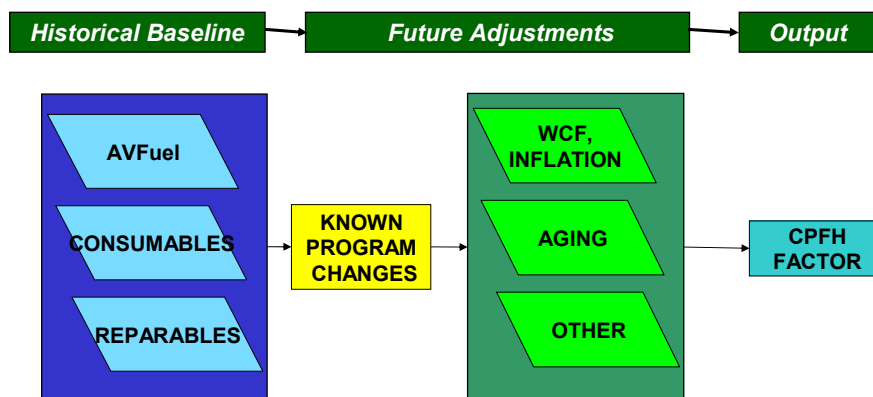 Historical Baseline
Future Adjustments
Output
AVFuel
CONSUMABLES
REPARABLES
KNOWN
PROGRAM
CHANGES
WCF,
INFLATION
AGING
OTHER
CPFH
FACTOR